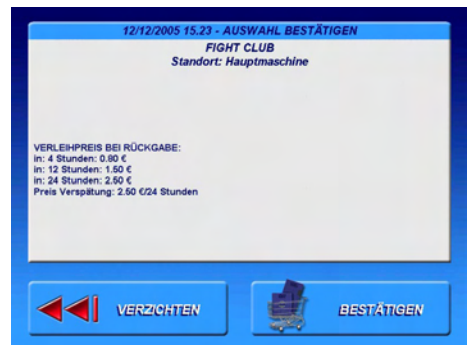 12/12/2005 15.23 - AUSWAHL BESTÄTIGEN
FIGHT CLUB
Standort: Hauptmaschine
VERLEIHPREIS BEI RÜCKGABE:
in: 4 Stunden: 0.80 €
in: 12 Stunden: 1.50 €
in: 24 Stunden: 2.50 €
Preis Verspätung: 2.50 €/24 Stunden
VERZICHTEN
BESTÄTIGEN